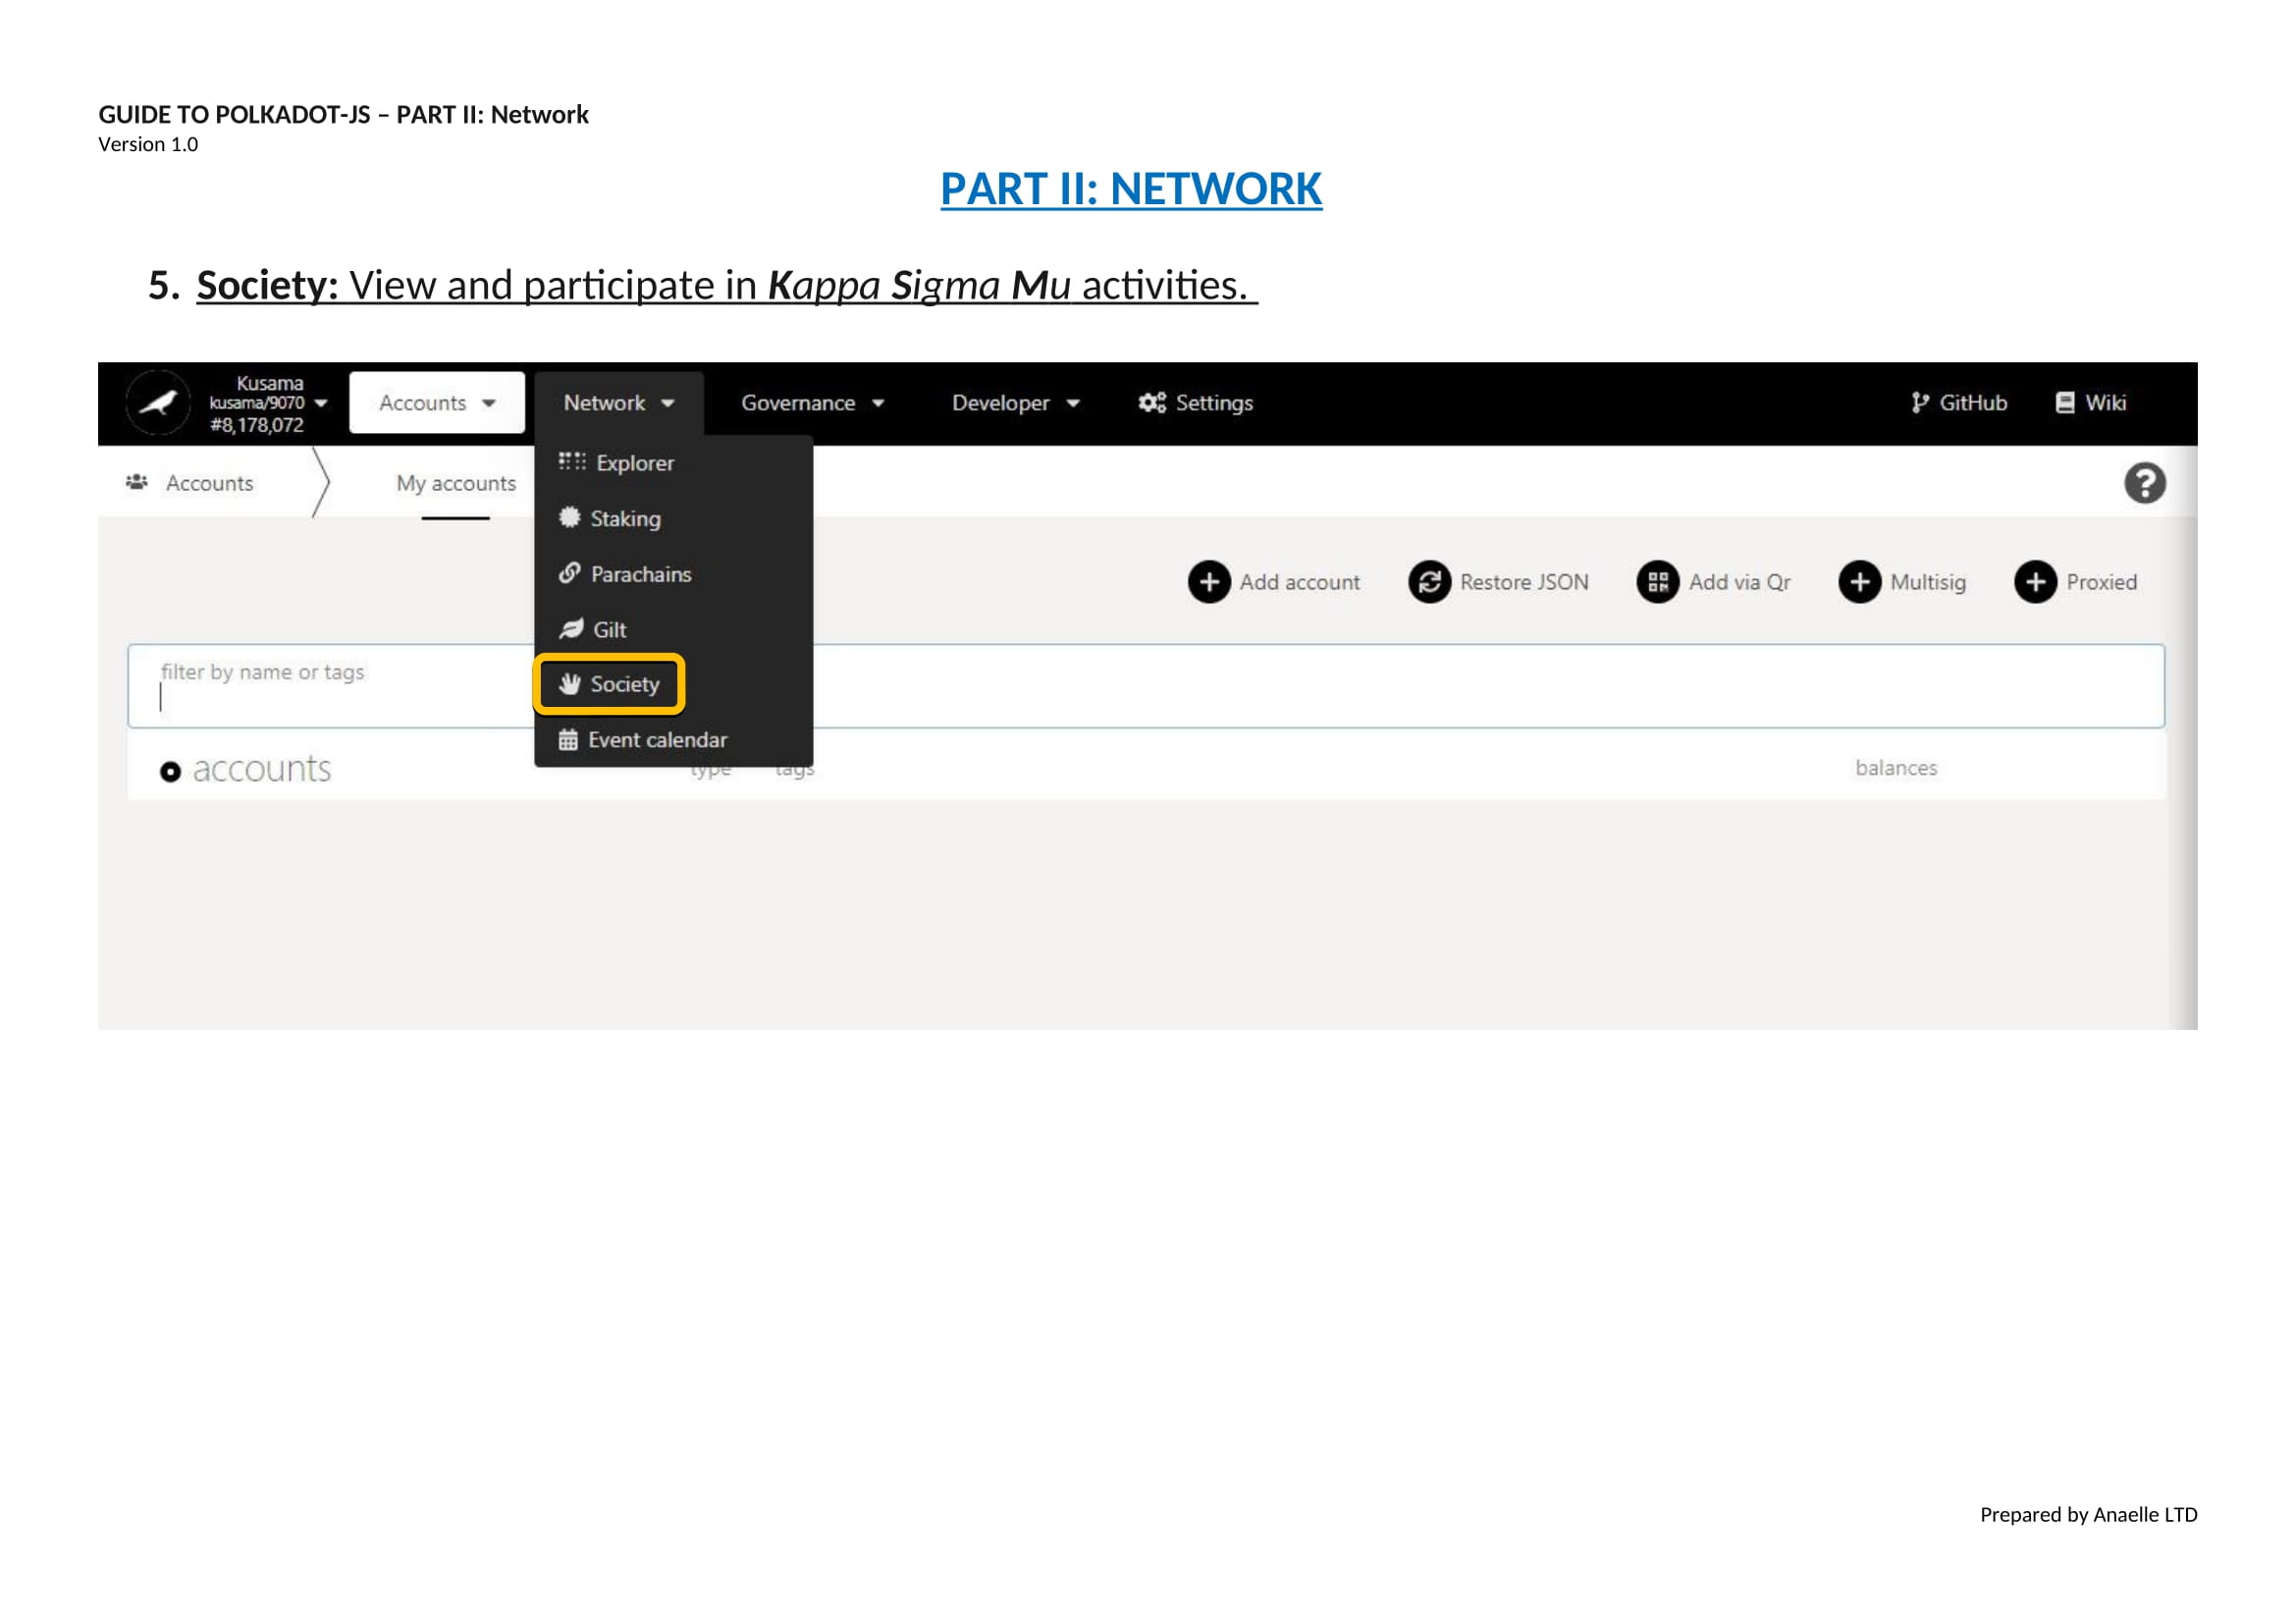 GUIDE TO POLKADOT-JS – PART II: Network
Version 1.0
PART II: NETWORK
5. Society: View and participate in Kappa Sigma Mu activities.
Kusama
kusama/9070
#8,178,072
Accounts
Network
Governance
Developer
Settings
GitHub
Wiki
Accounts
My accounts
Explorer
Staking
Parachains
Gilt
Society
Event calendar
Add account
Restore JSON
Add via Qr
Multisig
Proxied
filter by name or tags
accounts
type
tags
balances
Prepared by Anaelle LTD